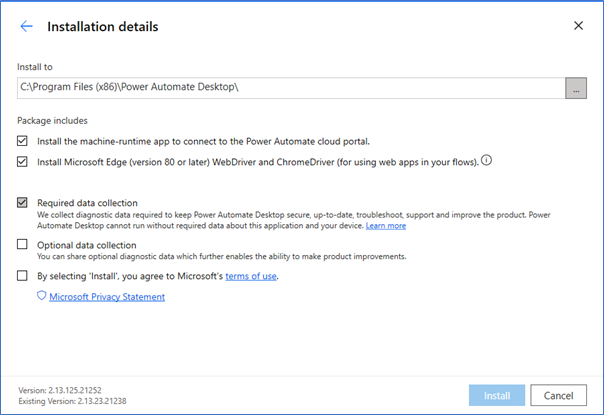 Installation details
Install to
C:\Program Files (x86)\Power Automate Desktop\
...
Package includes
Install the machine-runtime app to connect to the Power Automate cloud portal.
Install Microsoft Edge (version 80 or later) WebDriver and ChromeDriver (for using web apps in your flows).
Required data collection
We collect diagnostic data required to keep Power Automate Desktop secure, up-to-date, troubleshoot, support and improve the product. Power
Automate Desktop cannot run without required data about this application and your device. Learn more
Optional data collection
You can share optional diagnostic data which further enables the ability to make product improvements.
By selecting 'Install', you agree to Microsoft's terms of use.
Microsoft Privacy Statement
Version: 2.13.125.21252
Existing Version: 2.13.23.21238
Install
Cancel